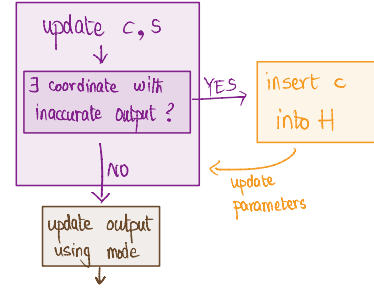 update c,s
∃ coordinate with
inaccurate output ?
YES
insert c
into H
NO
update
parameters
update output
using mode